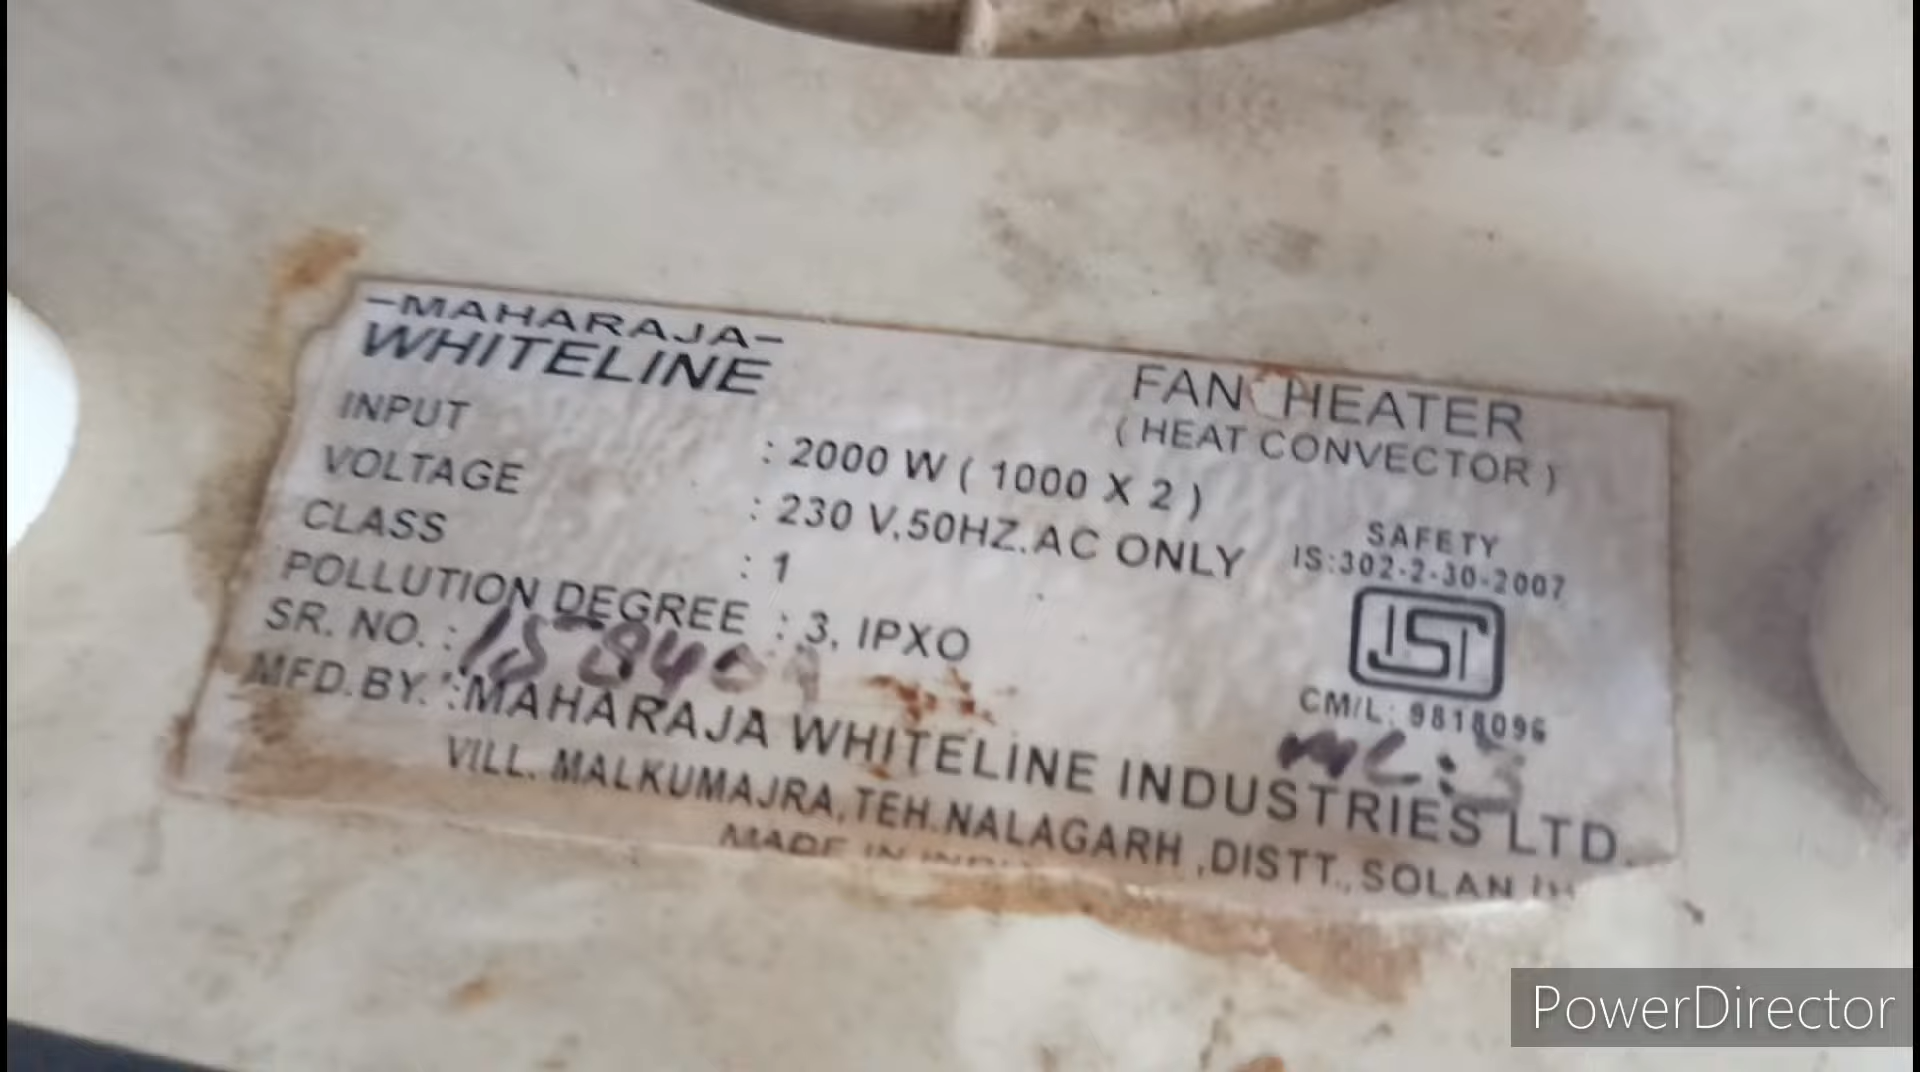 -MAHARAJA-
WHITELINE
FAN HEATER
( HEAT CONVECTOR )
INPUT : 2000 W ( 1000 X 2 )
VOLTAGE : 230 V,50HZ.AC ONLY
CLASS : 1
POLLUTION DEGREE : 3, IPXO
SR. NO. :
SAFETY
IS:302-2-30-2007
ISI
CM/L: 9818096
MFD.BY. :MAHARAJA WHITELINE INDUSTRIES LTD.
VILL. MALKUMAJRA,TEH.NALAGARH ,DISTT., SOLAN
MADE IN
PowerDirector